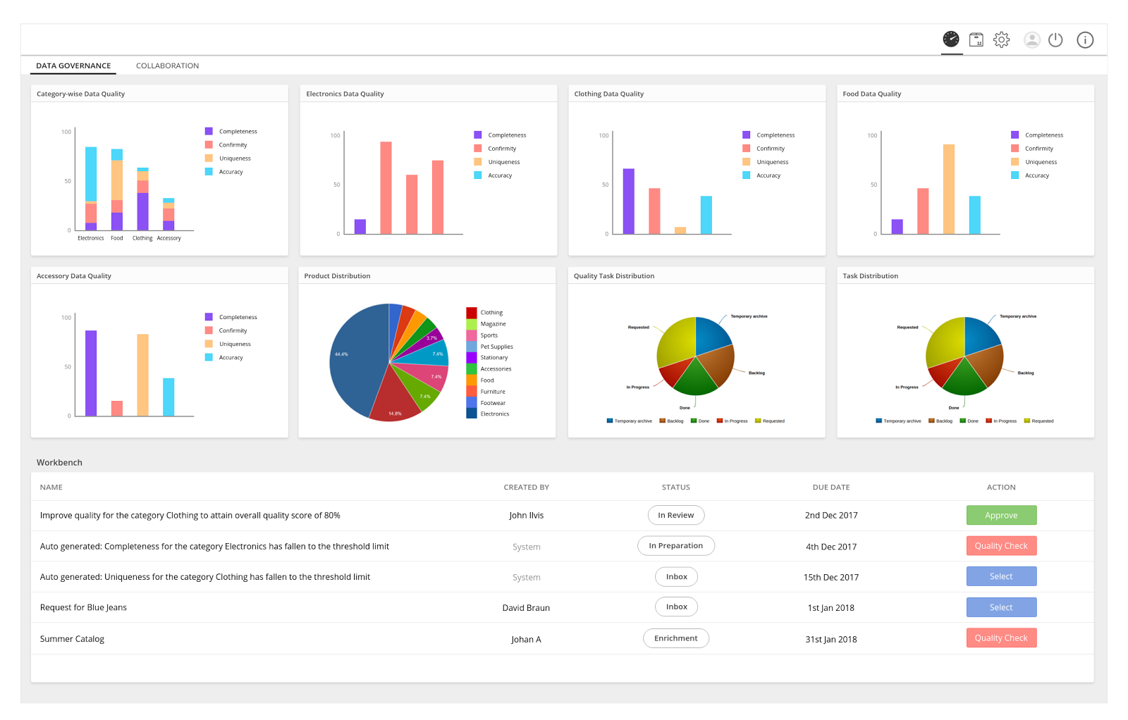 DATA GOVERNANCE COLLABORATION
Category-wise Data Quality
100
50
0
Electronics Food Clothing Accessory
Completeness
Confirmity
Uniqueness
Accuracy
Electronics Data Quality
100
50
0
Completeness
Confirmity
Uniqueness
Accuracy
Clothing Data Quality
100
50
0
Completeness
Confirmity
Uniqueness
Accuracy
Food Data Quality
100
50
0
Completeness
Confirmity
Uniqueness
Accuracy
Accessory Data Quality
100
50
0
Completeness
Confirmity
Uniqueness
Accuracy
Product Distribution
3.7%
7.4%
7.4%
7.4%
14.8%
44.4%
Clothing
Magazine
Sports
Pet Supplies
Stationary
Accessories
Food
Furniture
Footwear
Electronics
Quality Task Distribution
Temporary archive
Requested
Backlog
In Progress
Done
Temporary archive Backlog Done In Progress Requested
Task Distribution
Temporary archive
Requested
Backlog
In Progress
Done
Temporary archive Backlog Done In Progress Requested
Workbench
NAME CREATED BY STATUS DUE DATE ACTION
Improve quality for the category Clothing to attain overall quality score of 80% John Ilvis In Review 2nd Dec 2017 Approve
Auto generated: Completeness for the category Electronics has fallen to the threshold limit System In Preparation 4th Dec 2017 Quality Check
Auto generated: Uniqueness for the category Clothing has fallen to the threshold limit System Inbox 15th Dec 2017 Select
Request for Blue Jeans David Braun Inbox 1st Jan 2018 Select
Summer Catalog Johan A Enrichment 31st Jan 2018 Quality Check